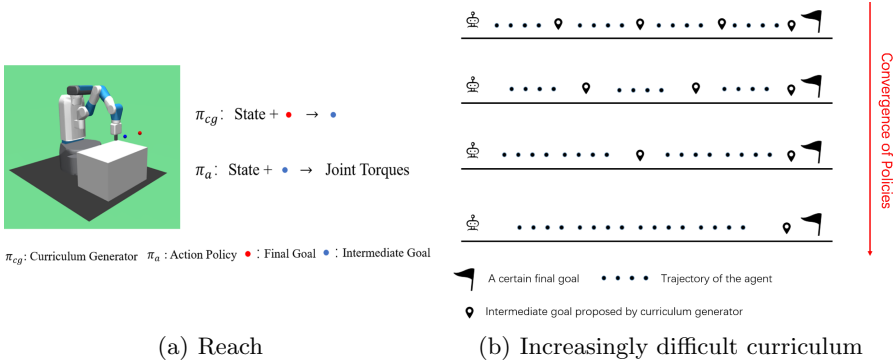 π_cg: State + → 
π_a: State + → Joint Torques
π_cg: Curriculum Generator π_a : Action Policy : Final Goal : Intermediate Goal
(a) Reach
Convergence of Policies
A certain final goal Trajectory of the agent
Intermediate goal proposed by curriculum generator
(b) Increasingly difficult curriculum